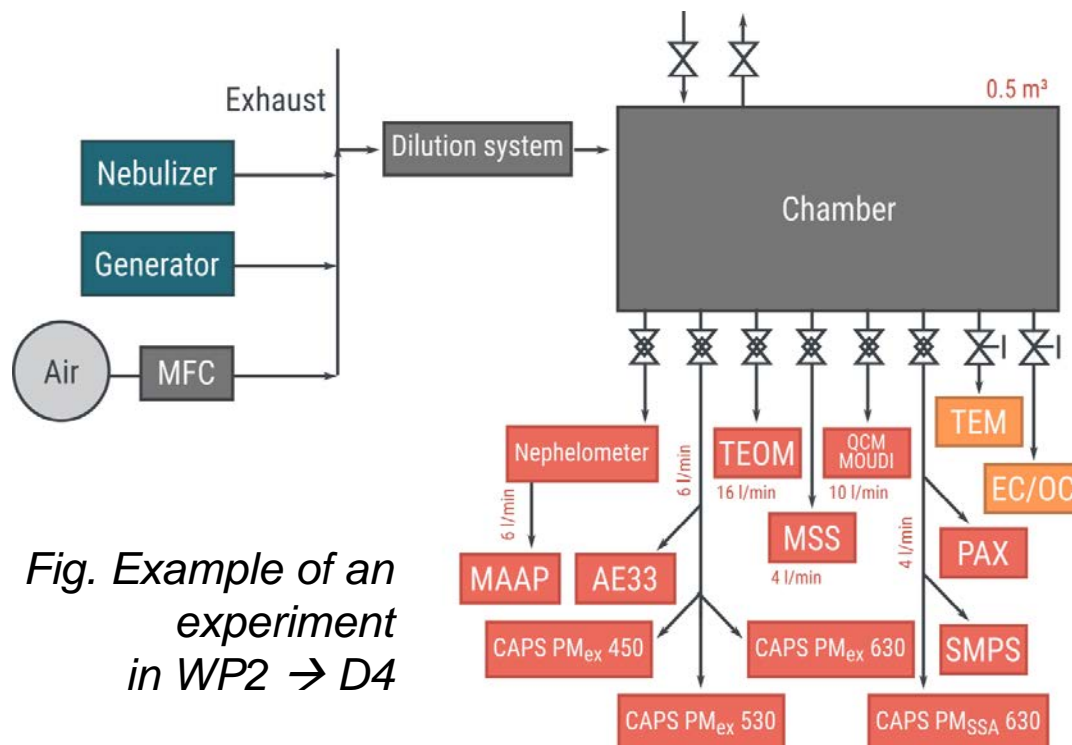 0.5 m³
Exhaust
Nebulizer
Dilution system
Chamber
Generator
Air
MFC
Nephelometer
6 l/min
TEOM
16 l/min
QCM
MOUDI
10 l/min
TEM
EC/OC
6 l/min
MAAP
AE33
MSS
4 l/min
4 l/min
PAX
CAPS PMex 450
CAPS PMex 630
SMPS
CAPS PMex 530
CAPS PMSSA 630
Fig. Example of an
experiment
in WP2 → D4